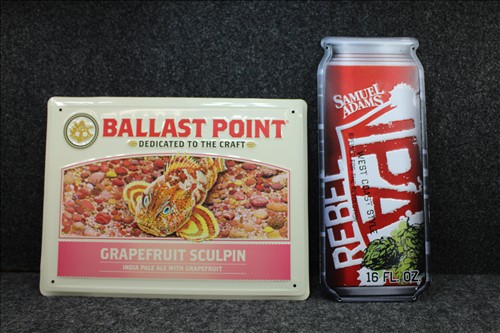 BALLAST POINT
DEDICATED TO THE CRAFT
GRAPEFRUIT SCULPIN
INDIA PALE ALE WITH GRAPEFRUIT
SAMUEL
ADAMS
REBEL
IPA
WEST COAST STYLE
16 FL. OZ